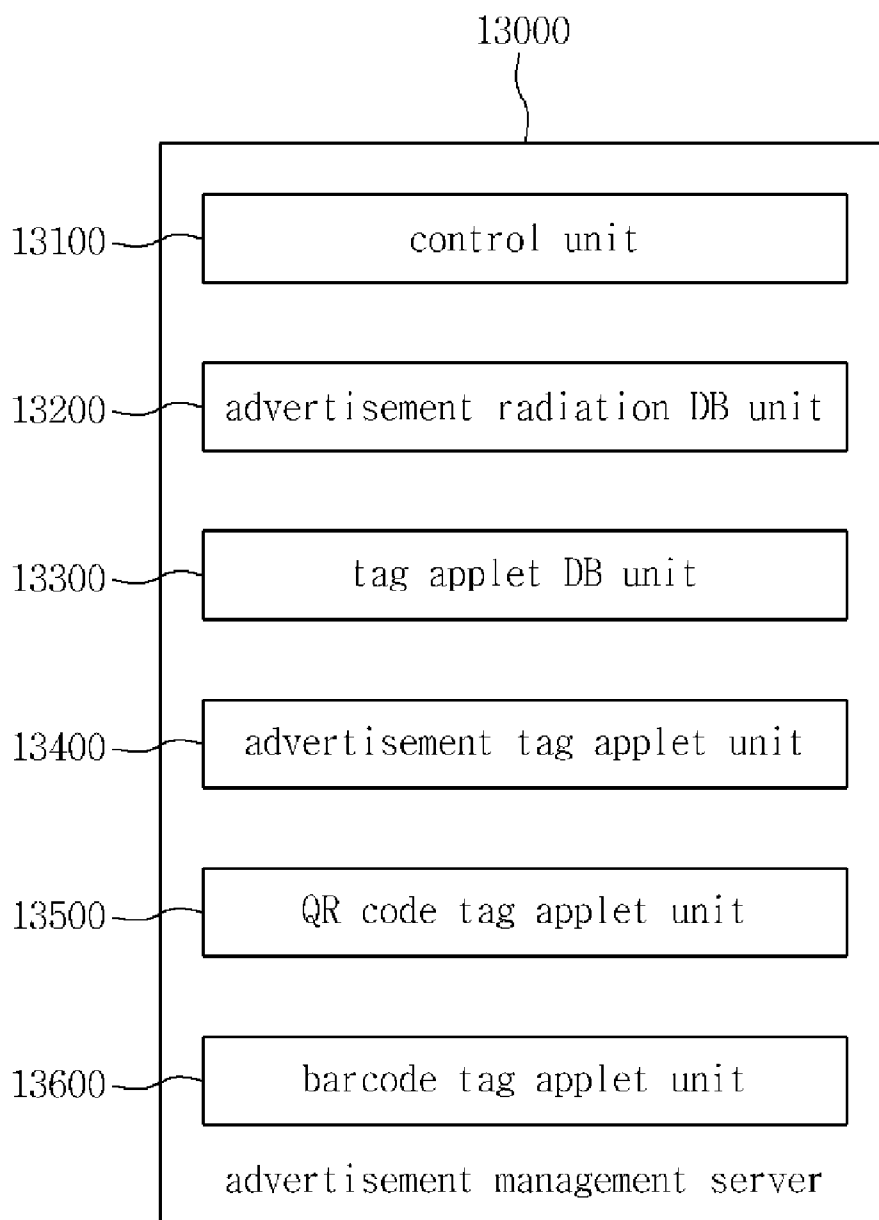 13000
13100 control unit
13200 advertisement radiation DB unit
13300 tag applet DB unit
13400 advertisement tag applet unit
13500 QR code tag applet unit
13600 barcode tag applet unit
advertisement management server